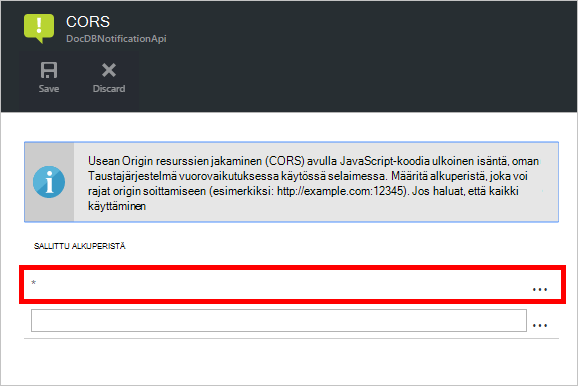 CORS
DocDBNotificationApi
Save Discard
Usean Origin resurssien jakaminen (CORS) avulla JavaScript-koodia ulkoinen isäntä, oman
Taustajärjestelmä vuorovaikutuksessa käytössä selaimessa. Määritä alkuperistä, joka voi
rajat origin soittamiseen (esimerkiksi: http://example.com:12345). Jos haluat, että kaikki
käyttäminen
SALLITTU ALKUPERISTÄ
* ...
...